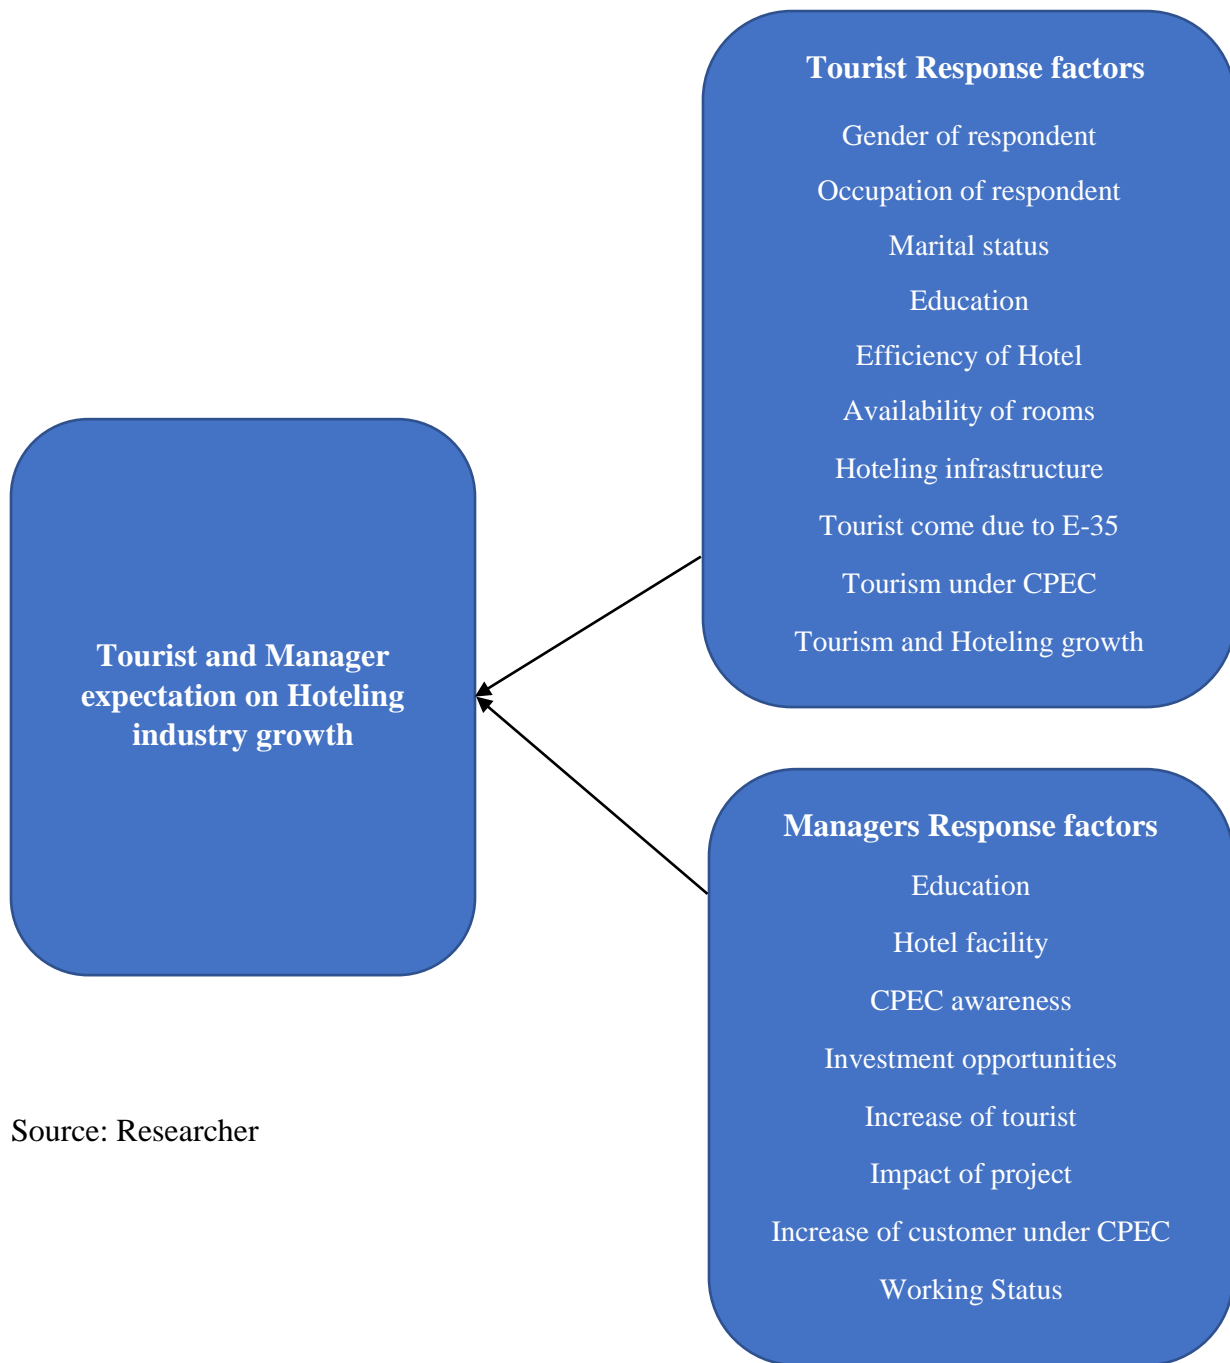 Tourist Response factors
Gender of respondent
Occupation of respondent
Marital status
Education
Efficiency of Hotel
Availability of rooms
Hoteling infrastructure
Tourist come due to E-35
Tourism under CPEC
Tourism and Hoteling growth
Tourist and Manager
expectation on Hoteling
industry growth
Managers Response factors
Education
Hotel facility
CPEC awareness
Investment opportunities
Increase of tourist
Impact of project
Increase of customer under CPEC
Working Status
Source: Researcher